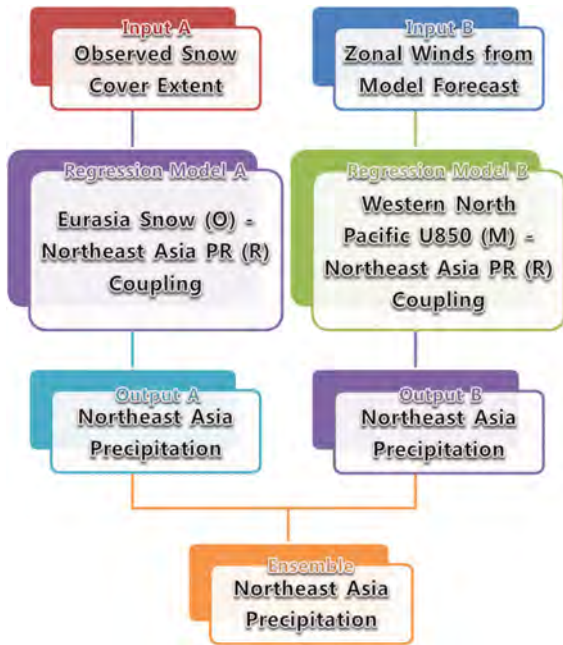 Input A
Observed Snow
Cover Extent
Input B
Zonal Winds from
Model Forecast
Regression Model A
Eurasia Snow (O) -
Northeast Asia PR (R)
Coupling
Regression Model B
Western North
Pacific U850 (M) -
Northeast Asia PR (R)
Coupling
Output A
Northeast Asia
Precipitation
Output B
Northeast Asia
Precipitation
Ensemble
Northeast Asia
Precipitation